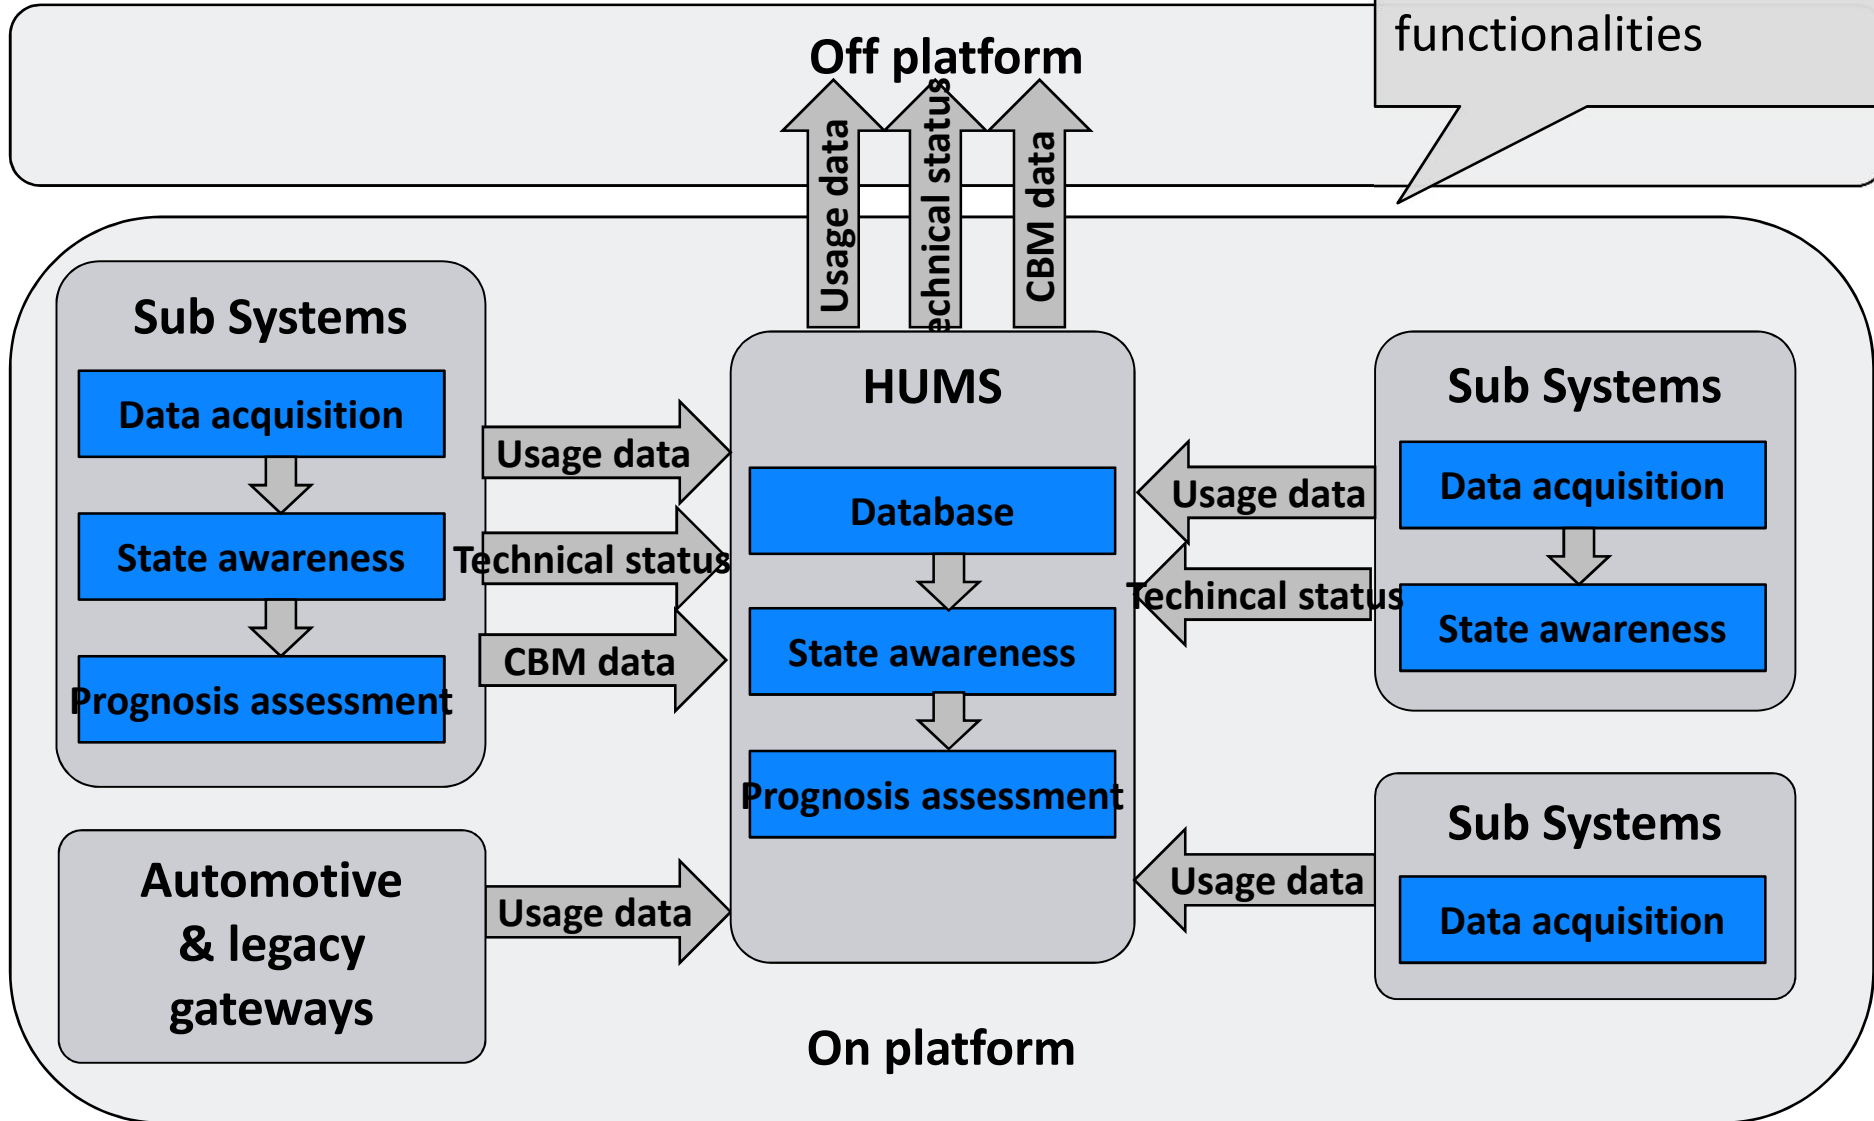 functionalities
Off platform
Usage data
Technical status
CBM data
Sub Systems
Data acquisition
State awareness
Prognosis assessment
Usage data
Technical status
CBM data
Automotive
& legacy
gateways
Usage data
HUMS
Database
State awareness
Prognosis assessment
Sub Systems
Data acquisition
State awareness
Usage data
Techincal status
Sub Systems
Data acquisition
Usage data
On platform